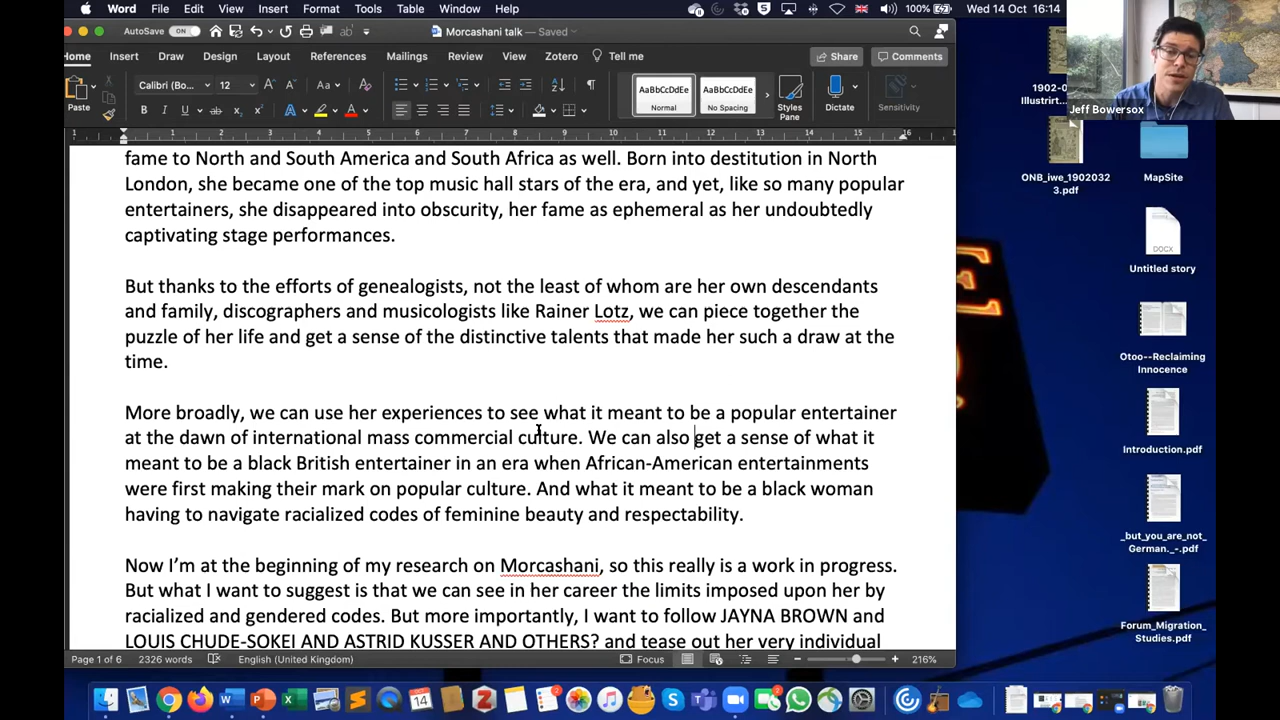 Word File Edit View Insert Format Tools Table Window Help 100% Wed 14 Oct 16:14
AutoSave ON Morcashani talk — Saved
Home Insert Draw Design Layout References Mailings Review View Zotero Tell me Share Comments
Paste Calibri (Bo... 12 Aa AaBbCcDdEe AaBbCcDdEe
Normal No Spacing Styles Pane Dictate Sensitivity
fame to North and South America and South Africa as well. Born into destitution in North
London, she became one of the top music hall stars of the era, and yet, like so many popular
entertainers, she disappeared into obscurity, her fame as ephemeral as her undoubtedly
captivating stage performances.
But thanks to the efforts of genealogists, not the least of whom are her own descendants
and family, discographers and musicologists like Rainer Lotz, we can piece together the
puzzle of her life and get a sense of the distinctive talents that made her such a draw at the
time.
More broadly, we can use her experiences to see what it meant to be a popular entertainer
at the dawn of international mass commercial culture. We can also get a sense of what it
meant to be a black British entertainer in an era when African-American entertainments
were first making their mark on popular culture. And what it meant to be a black woman
having to navigate racialized codes of feminine beauty and respectability.
Now I'm at the beginning of my research on Morcashani, so this really is a work in progress.
But what I want to suggest is that we can see in her career the limits imposed upon her by
racialized and gendered codes. But more importantly, I want to follow JAYNA BROWN and
LOUIS CHUDE-SOKEI AND ASTRID KUSSER AND OTHERS? and tease out her very individual
Page 1 of 6 2326 words English (United Kingdom) Focus 216%
Jeff Bowersox
1902-0
Illustrirt...
ONB_iwe_1902032
3.pdf
MapSite
DOCX
Untitled story
Otoo--Reclaiming
Innocence
Introduction.pdf
_but_you_are_not_
German._-.pdf
Forum_Migration_
Studies.pdf